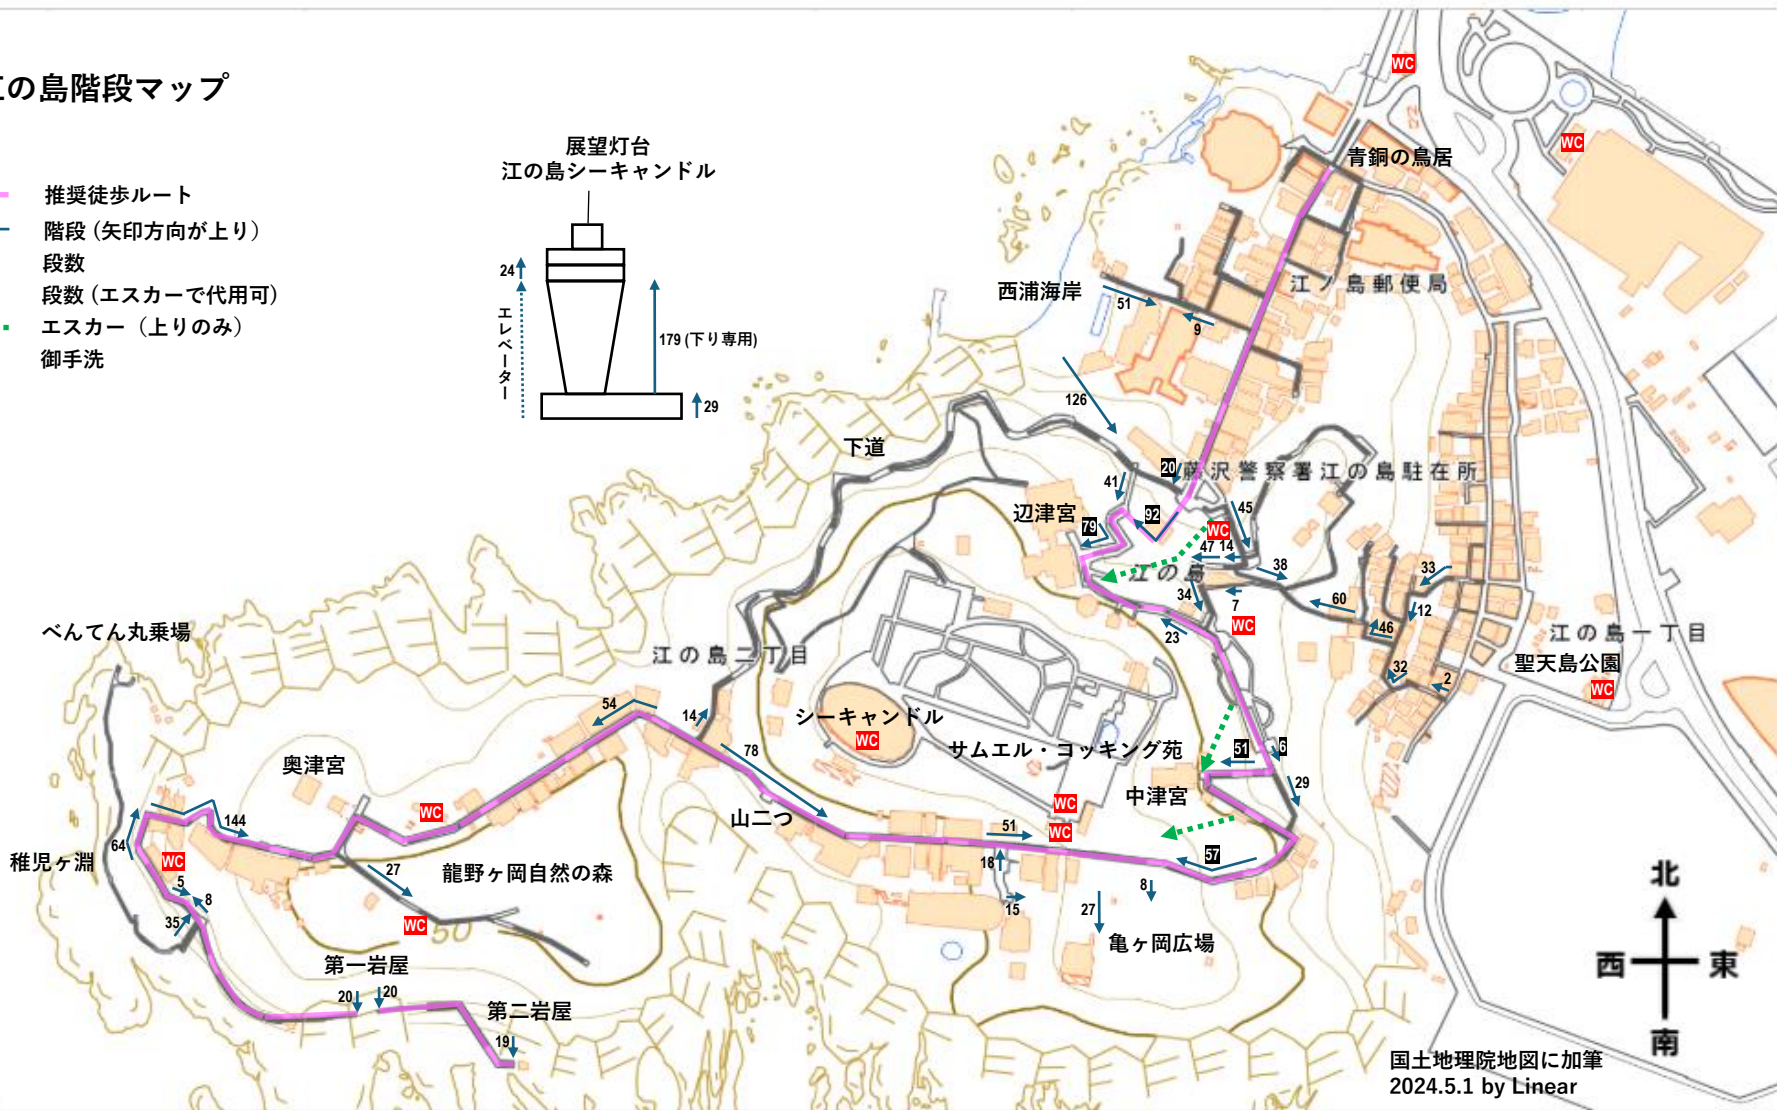 の島階段マップ
推奨徒歩ルート
階段 (矢印方向が上り)
段数
段数 (エスカーで代用可)
エスカー（上りのみ）
御手洗
展望灯台
江の島シーキャンドル
24
エレベーター
179 (下り専用)
29
WC
WC
青銅の鳥居
江ノ島郵便局
西浦海岸
51
9
126
下道
20
藤沢警察署江の島駐在所
41
辺津宮
79
92
45
WC
47
14
江の島
38
33
34
7
60
12
46
23
WC
江の島一丁目
聖天島公園
WC
32
2
べんてん丸乗場
江の島二丁目
54
14
78
シーキャンドル
WC
サムエル・コッキング苑
51
6
29
中津宮
奥津宮
WC
WC
WC
山二つ
51
57
144
64
稚児ヶ淵
WC
5
8
35
27
龍野ヶ岡自然の森
WC
50
18
15
27
8
亀ヶ岡広場
第一岩屋
20
20
第二岩屋
19
北
西
東
南
国土地理院地図に加筆
2024.5.1 by Linear